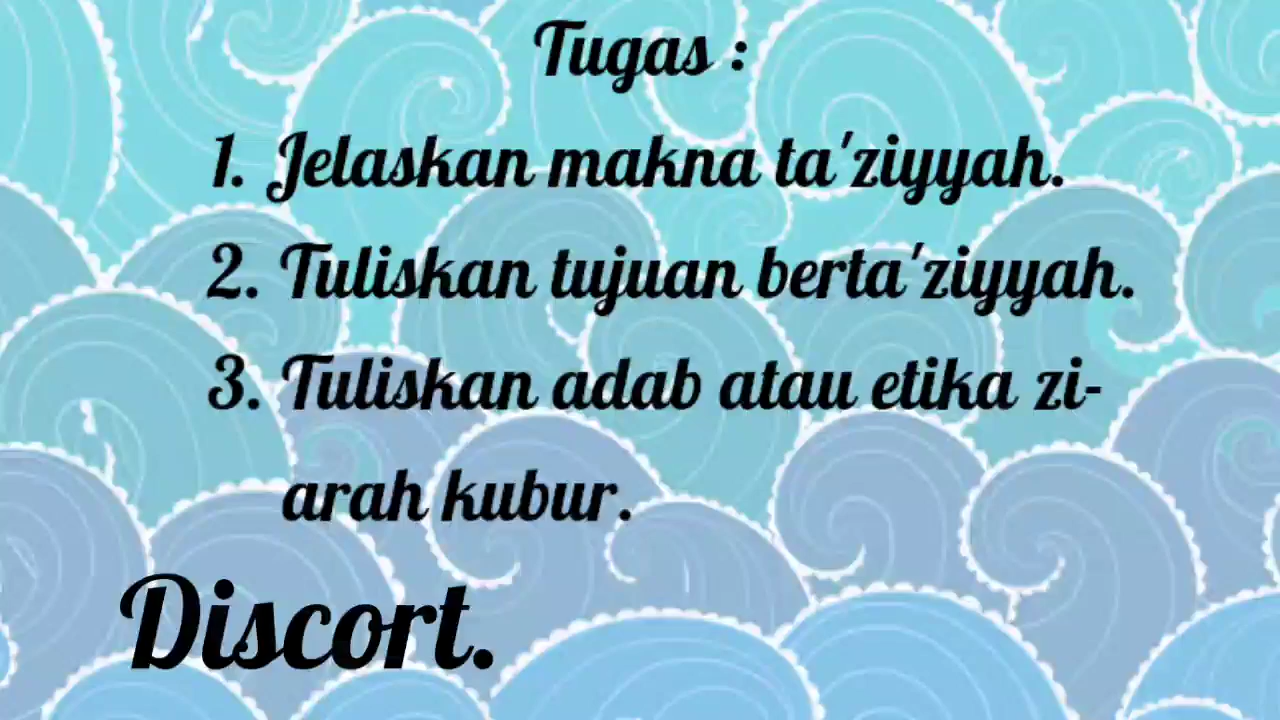 Tugas :
1. Jelaskan makna ta'ziyyah.
2. Tuliskan tujuan berta'ziyyah.
3. Tuliskan adab atau etika zi-
arah kubur.
Discort.